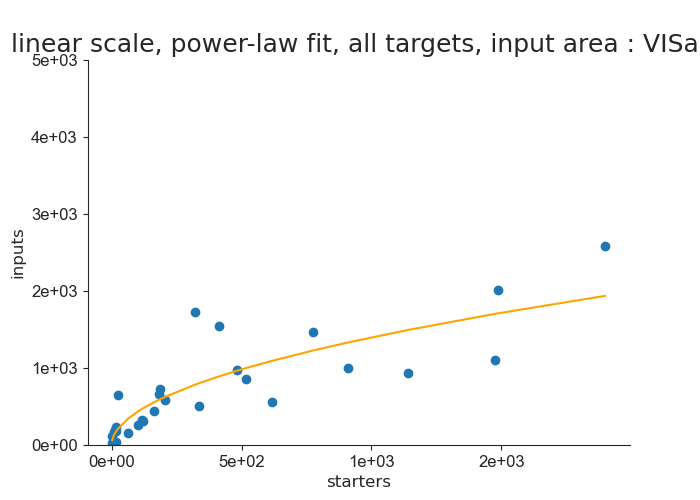 linear scale, power-law fit, all targets, input area : VISa
5e+03
4e+03
3e+03
2e+03
1e+03
0e+00
inputs
0e+00 5e+02 1e+03 2e+03
starters